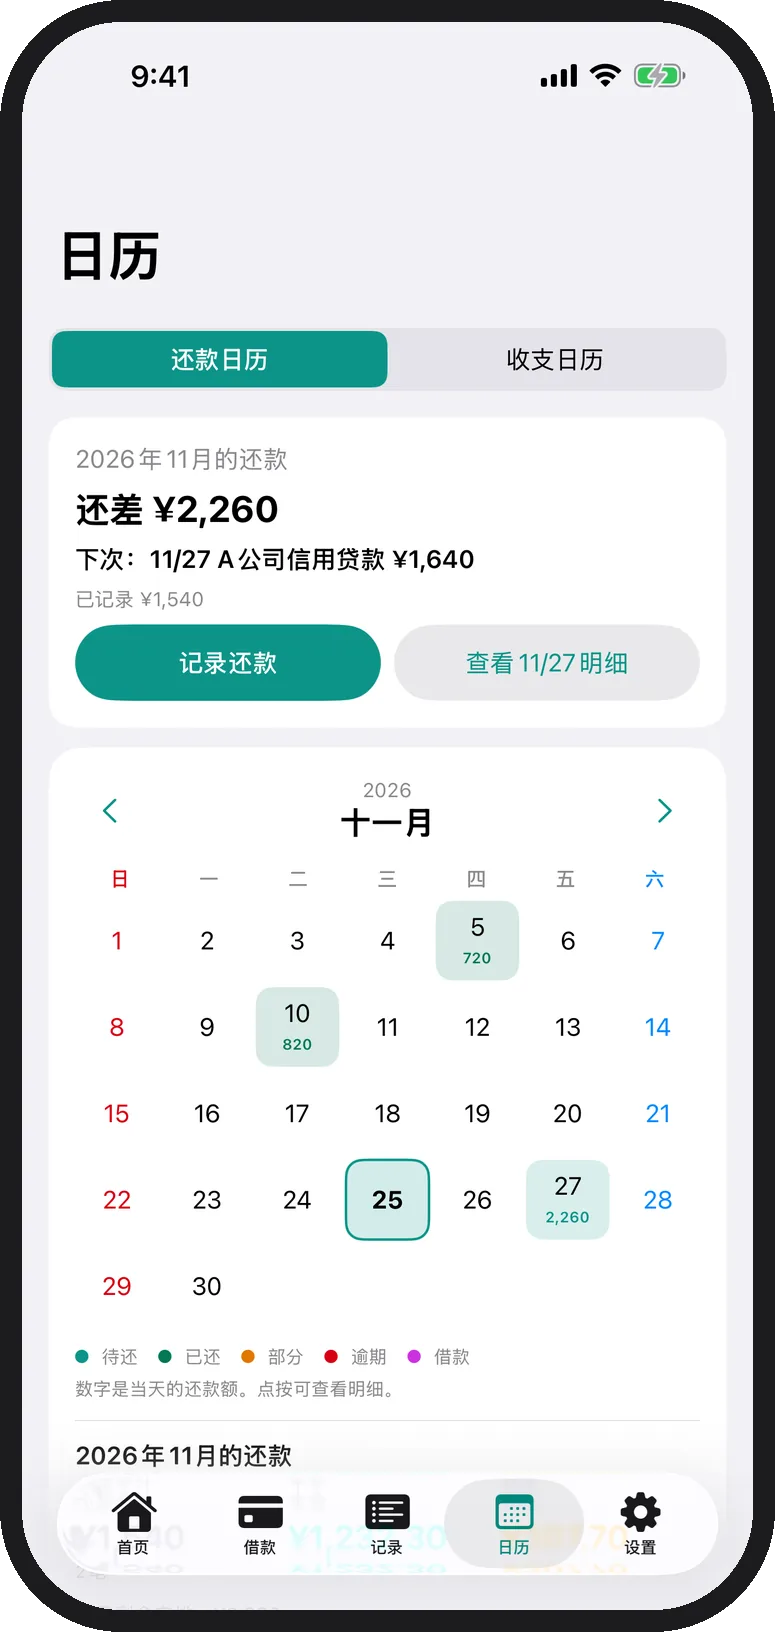 9:41
日历
还款日历 收支日历
2026年11月的还款
还差 ¥2,260
下次：11/27 A公司信用贷款 ¥1,640
已记录 ¥1,540
记录还款 查看 11/27明细
2026
十一月
日 一 二 三 四 五 六
1 2 3 4 5 6 7
720
8 9 10 11 12 13 14
820
15 16 17 18 19 20 21
22 23 24 25 26 27 28
2,260
29 30
待还 已还 部分 逾期 借款
数字是当天的还款额。点按可查看明细。
2026年11月的还款
首页 借款 记录 日历 设置